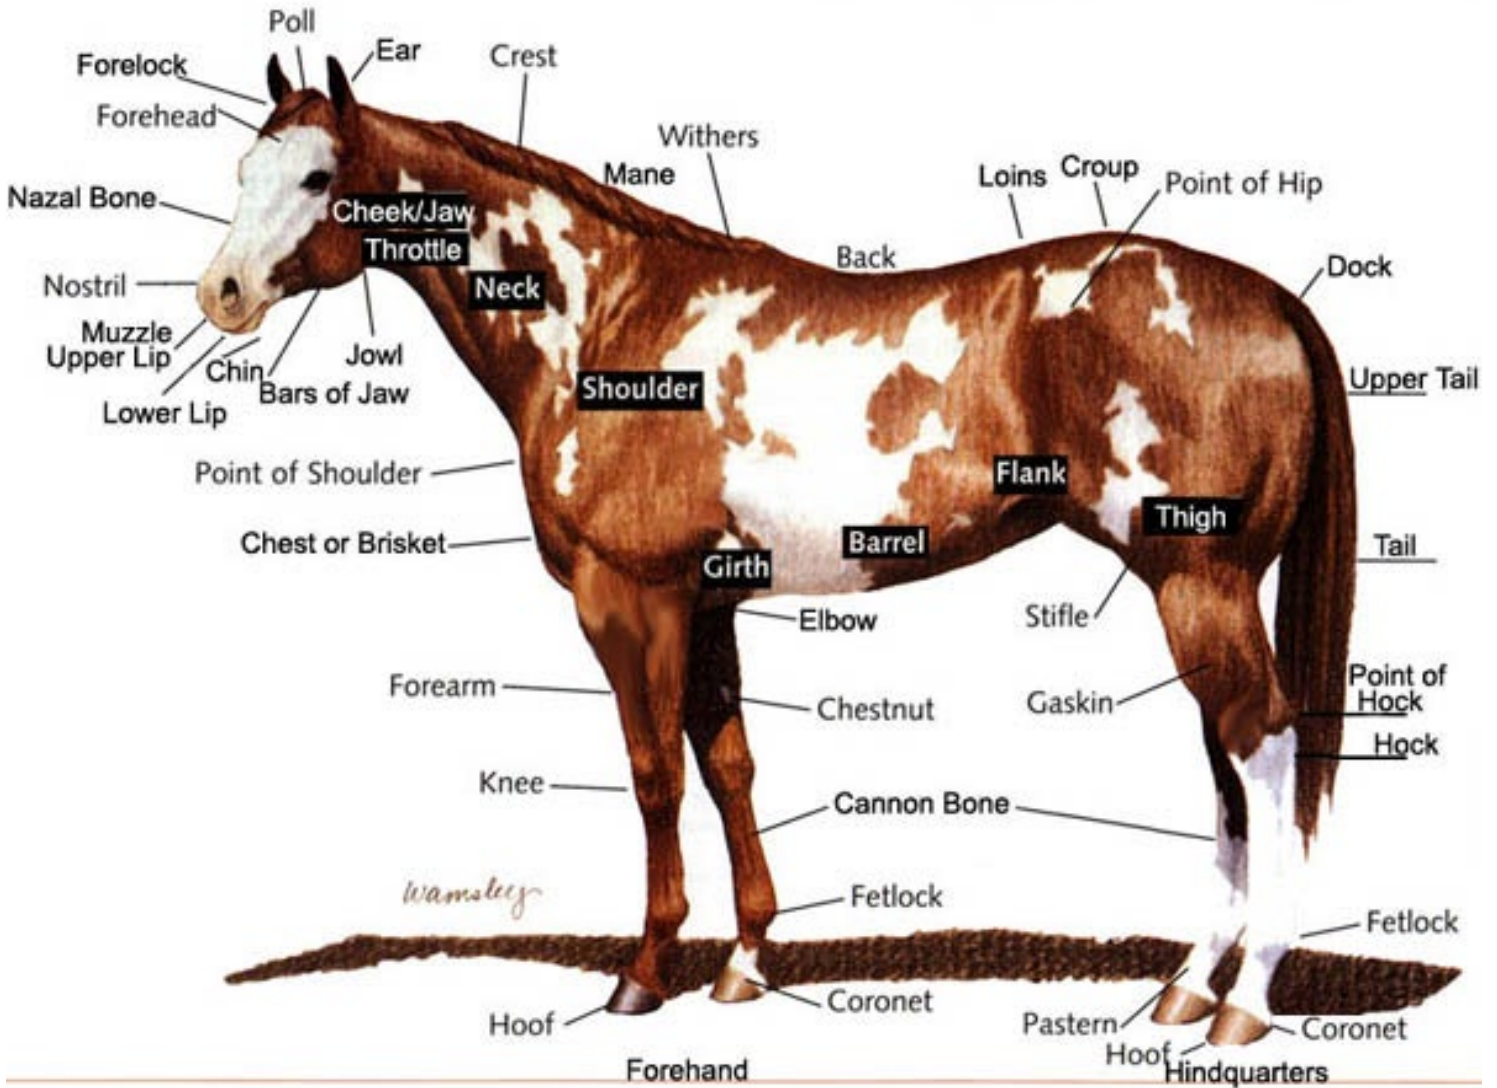 Poll
Ear
Crest
Forelock
Forehead
Withers
Mane
Loins
Croup
Point of Hip
Nazal Bone
Cheek/Jaw
Throttle
Back
Dock
Nostril
Neck
Muzzle
Upper Lip
Jowl
Chin
Bars of Jaw
Lower Lip
Shoulder
Upper Tail
Point of Shoulder
Flank
Thigh
Chest or Brisket
Barrel
Tail
Girth
Elbow
Stifle
Forearm
Chestnut
Gaskin
Point of
Hock
Hock
Knee
Cannon Bone
Wamsley
Fetlock
Fetlock
Coronet
Hoof
Pastern
Coronet
Hoof
Forehand
Hindquarters